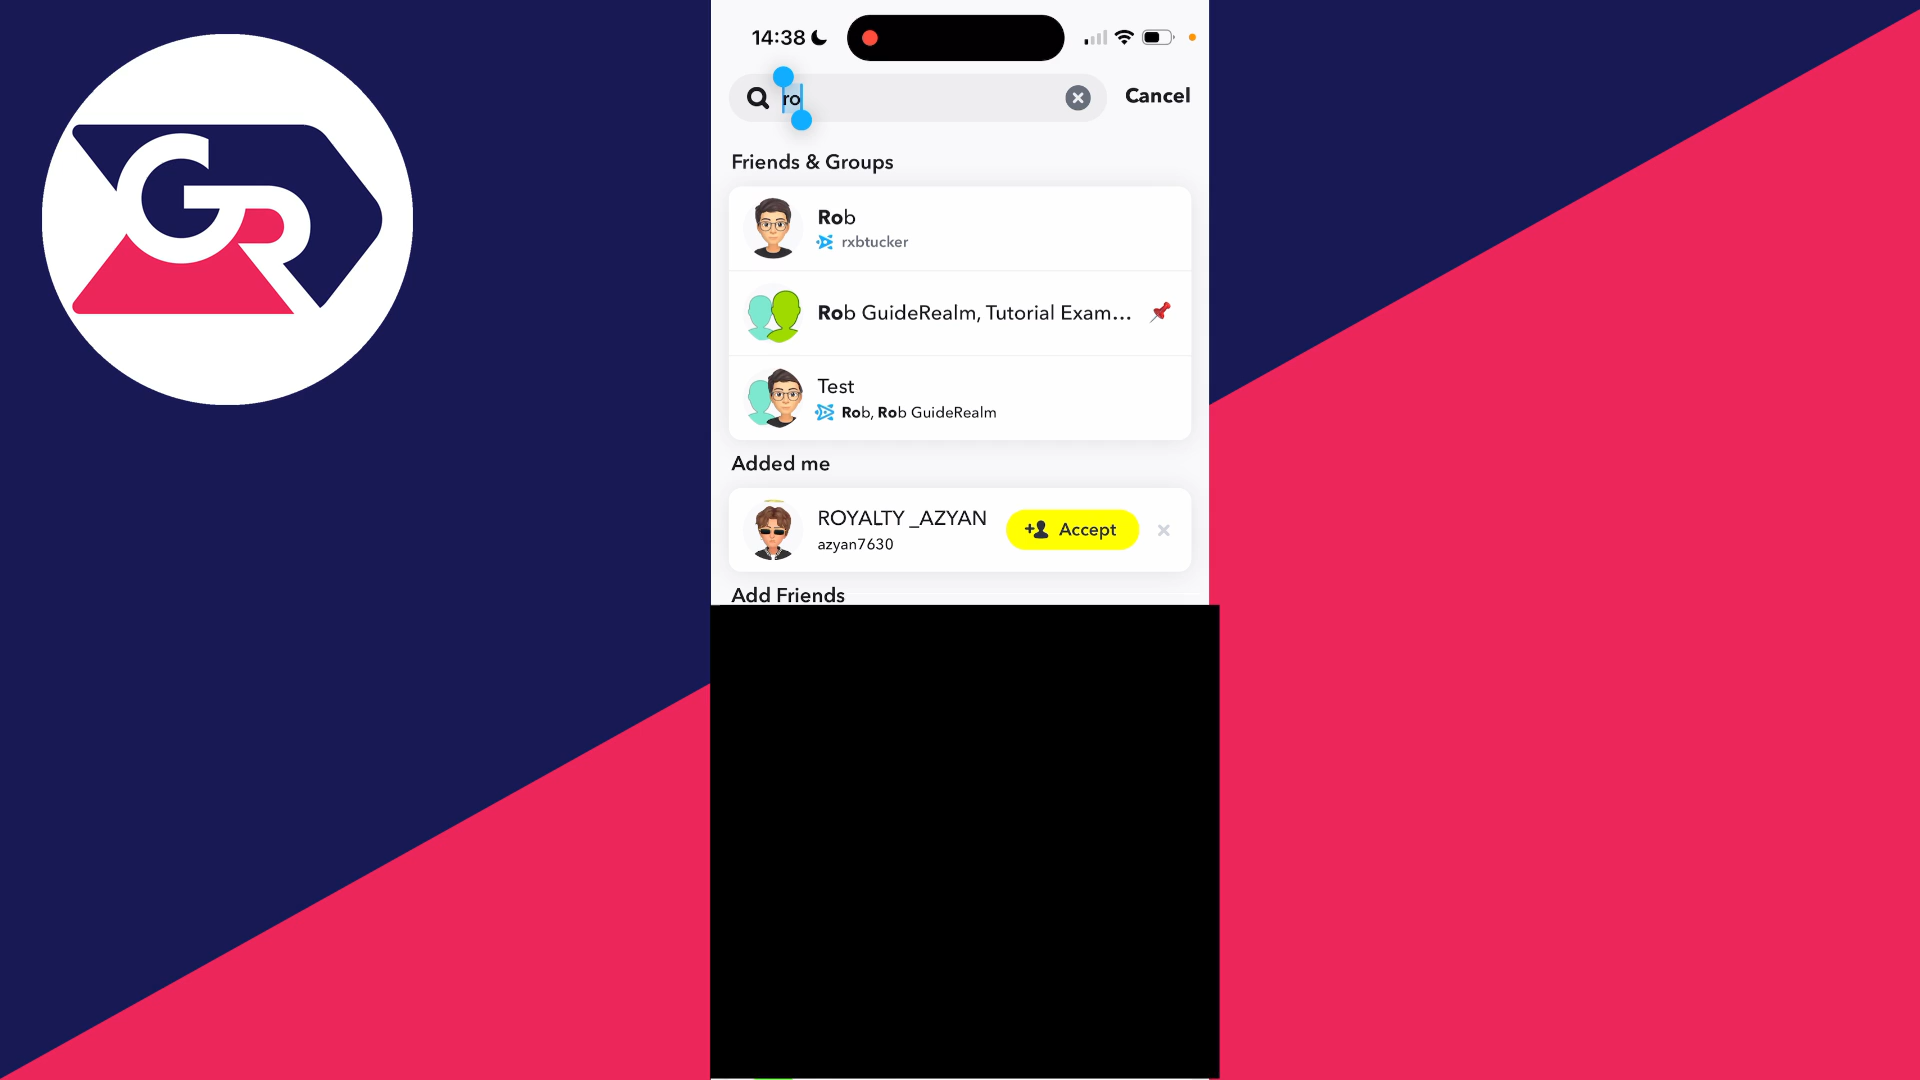 GR
14:38
ro
Cancel
Friends & Groups
Rob
rxbtucker
Rob GuideRealm, Tutorial Exam...
Test
Rob, Rob GuideRealm
Added me
ROYALTY _AZYAN
azyan7630
Accept
Add Friends